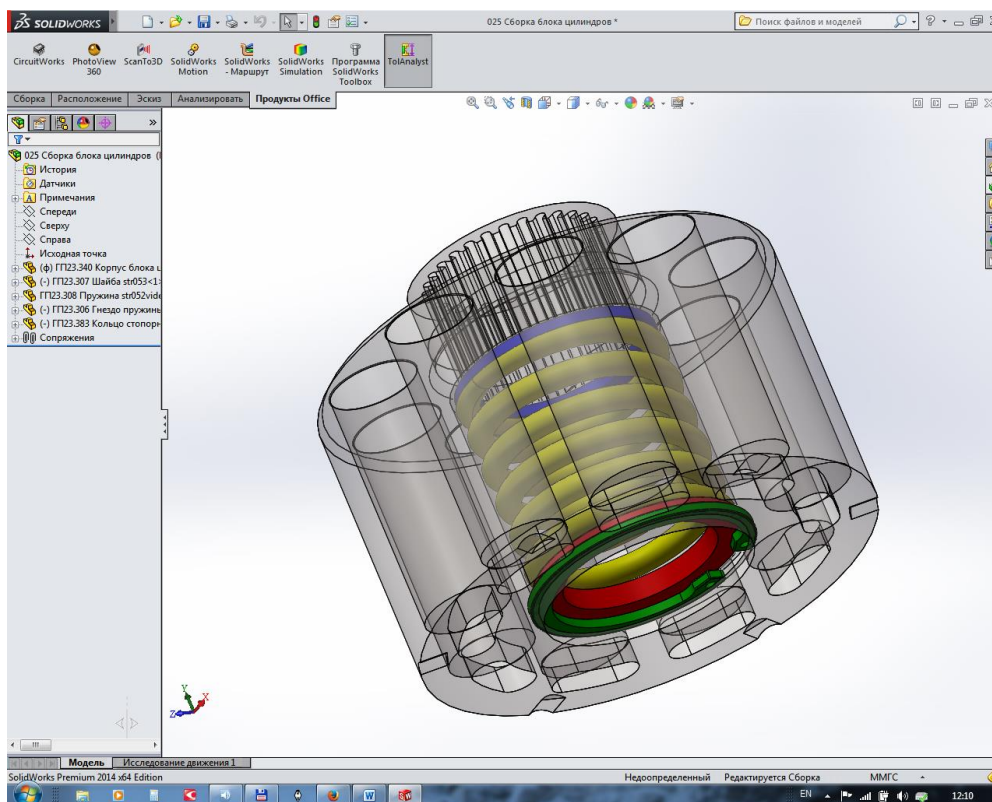 SOLIDWORKS
025 Сборка блока цилиндров *
Поиск файлов и моделей
CircuitWorks
PhotoView 360
ScanTo3D
SolidWorks Motion
SolidWorks - Маршрут
SolidWorks Simulation
Программа SolidWorks Toolbox
TolAnalyst
Сборка Расположение Эскиз Анализировать Продукты Office
025 Сборка блока цилиндров (
История
Датчики
Примечания
Спереди
Сверху
Справа
Исходная точка
(ф) ГП23.340 Корпус блока ц
(-) ГП23.307 Шайба str053<1>
ГП23.308 Пружина str052vide
(-) ГП23.306 Гнездо пружины
(-) ГП23.383 Кольцо стопорн
Сопряжения
Y
X
Z
Модель Исследование движения 1
SolidWorks Premium 2014 x64 Edition
Недоопределенный Редактируется Сборка ММГС
EN 12:10